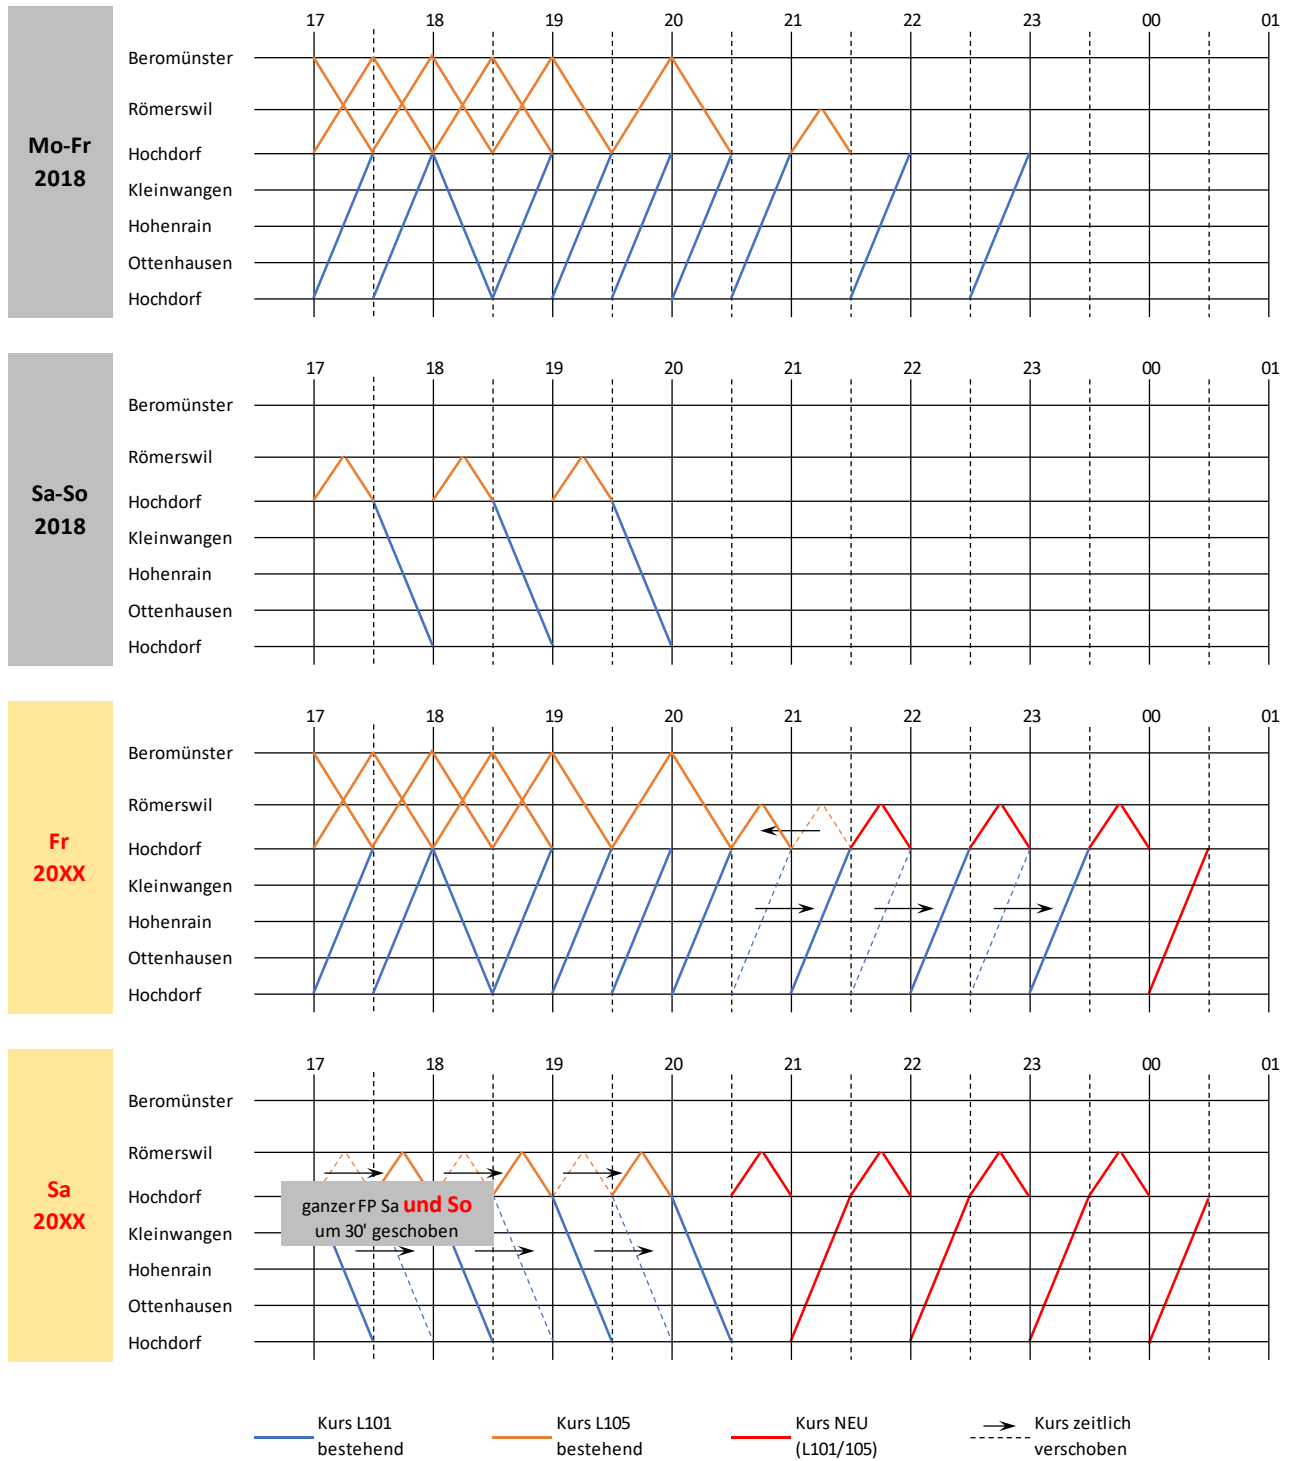 17 18 19 20 21 22 23 00 01
Beromünster
Römerswil
Mo-Fr
2018
Hochdorf
Kleinwangen
Hohenrain
Ottenhausen
Hochdorf
17 18 19 20 21 22 23 00 01
Beromünster
Römerswil
Sa-So
2018
Hochdorf
Kleinwangen
Hohenrain
Ottenhausen
Hochdorf
17 18 19 20 21 22 23 00 01
Beromünster
Römerswil
Fr
20XX
Hochdorf
Kleinwangen
Hohenrain
Ottenhausen
Hochdorf
17 18 19 20 21 22 23 00 01
Beromünster
Römerswil
Sa
20XX
Hochdorf
ganzer FP Sa und So
um 30' geschoben
Kleinwangen
Hohenrain
Ottenhausen
Hochdorf
Kurs L101
bestehend
Kurs L105
bestehend
Kurs NEU
(L101/105)
Kurs zeitlich
verschoben